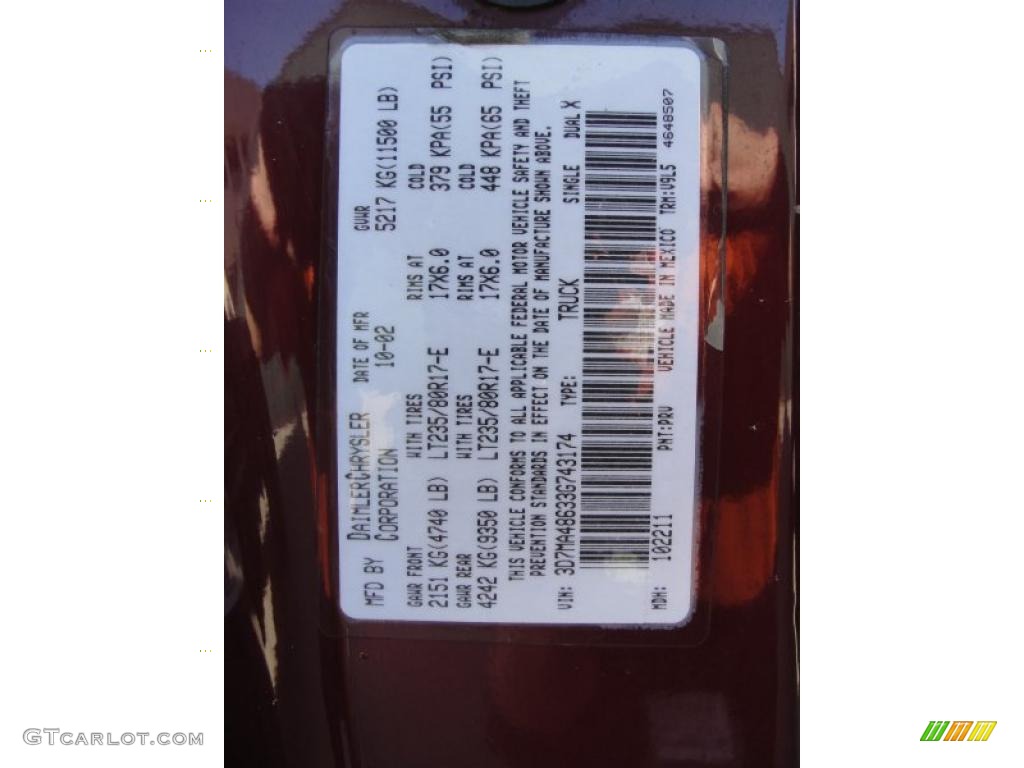 MFD BY DAIMLERCHRYSLER CORPORATION DATE OF MFR 10-02 GVWR 5217 KG(11500 LB)
GAWR FRONT WITH TIRES RIMS AT COLD
2151 KG(4740 LB) LT235/80R17-E 17X6.0 379 KPA(55 PSI)
GAWR REAR WITH TIRES RIMS AT COLD
4242 KG(9350 LB) LT235/80R17-E 17X6.0 448 KPA(65 PSI)
THIS VEHICLE CONFORMS TO ALL APPLICABLE FEDERAL MOTOR VEHICLE SAFETY AND THEFT
PREVENTION STANDARDS IN EFFECT ON THE DATE OF MANUFACTURE SHOWN ABOVE.
VIN: 3D7MA48633G743174 TYPE: TRUCK SINGLE DUAL X
MDH: 102211 PNT:PRV VEHICLE MADE IN MEXICO TRM:V9L5 4648507
GTCARLOT.COM